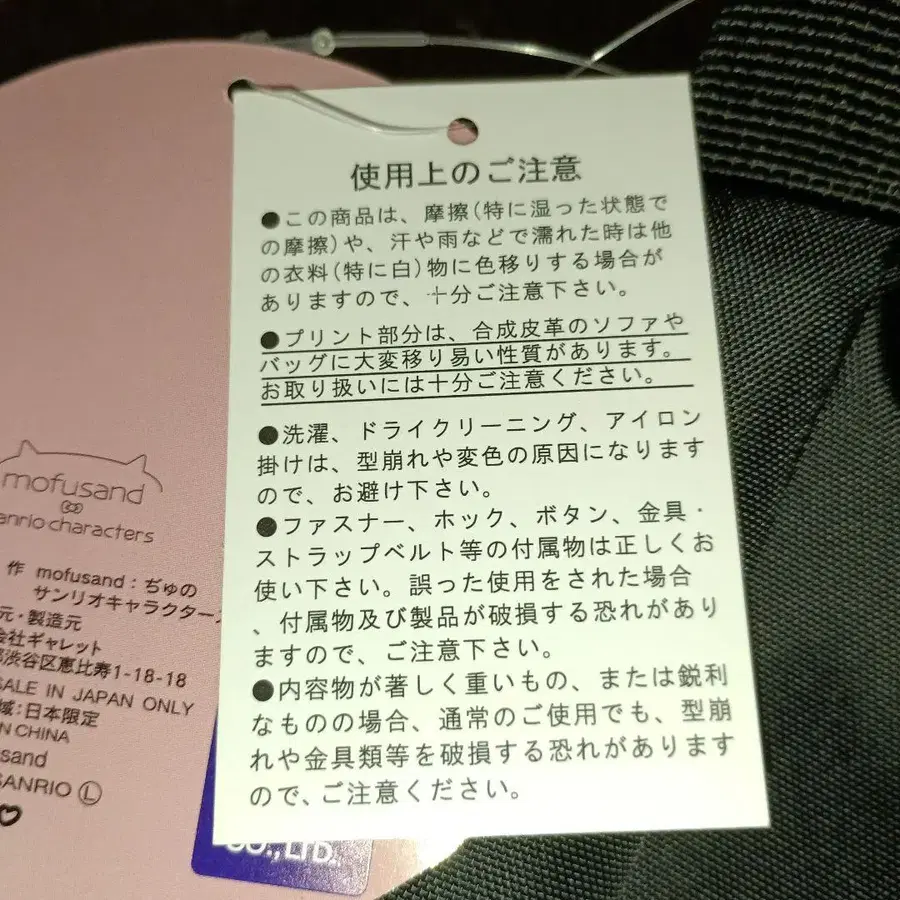 使用上のご注意
●この商品は、摩擦(特に湿った状態で
の摩擦)や、汗や雨などで濡れた時は他
の衣料(特に白)物に色移りする場合が
ありますので、十分ご注意下さい。
●プリント部分は、合成皮革のソファや
バッグに大変移り易い性質があります。
お取り扱いには十分ご注意ください。
●洗濯、ドライクリーニング、アイロン
掛けは、型崩れや変色の原因になります
ので、お避け下さい。
●ファスナー、ホック、ボタン、金具・
ストラップベルト等の付属物は正しくお
使い下さい。誤った使用をされた場合
、付属物及び製品が破損する恐れがあり
ますので、ご注意下さい。
●内容物が著しく重いもの、または鋭利
なものの場合、通常のご使用でも、型崩
れや金具類等を破損する恐れがあります
ので、ご注意ください。
mofusand
anrio characters
作 mofusand:ぢゅの
サンリオキャラクター
元・製造元
会社ギャレット
渋谷区恵比寿1-18-18
SALE IN JAPAN ONLY
域:日本限定
IN CHINA
sand
SANRIO Ⓛ
CO.,LTD.